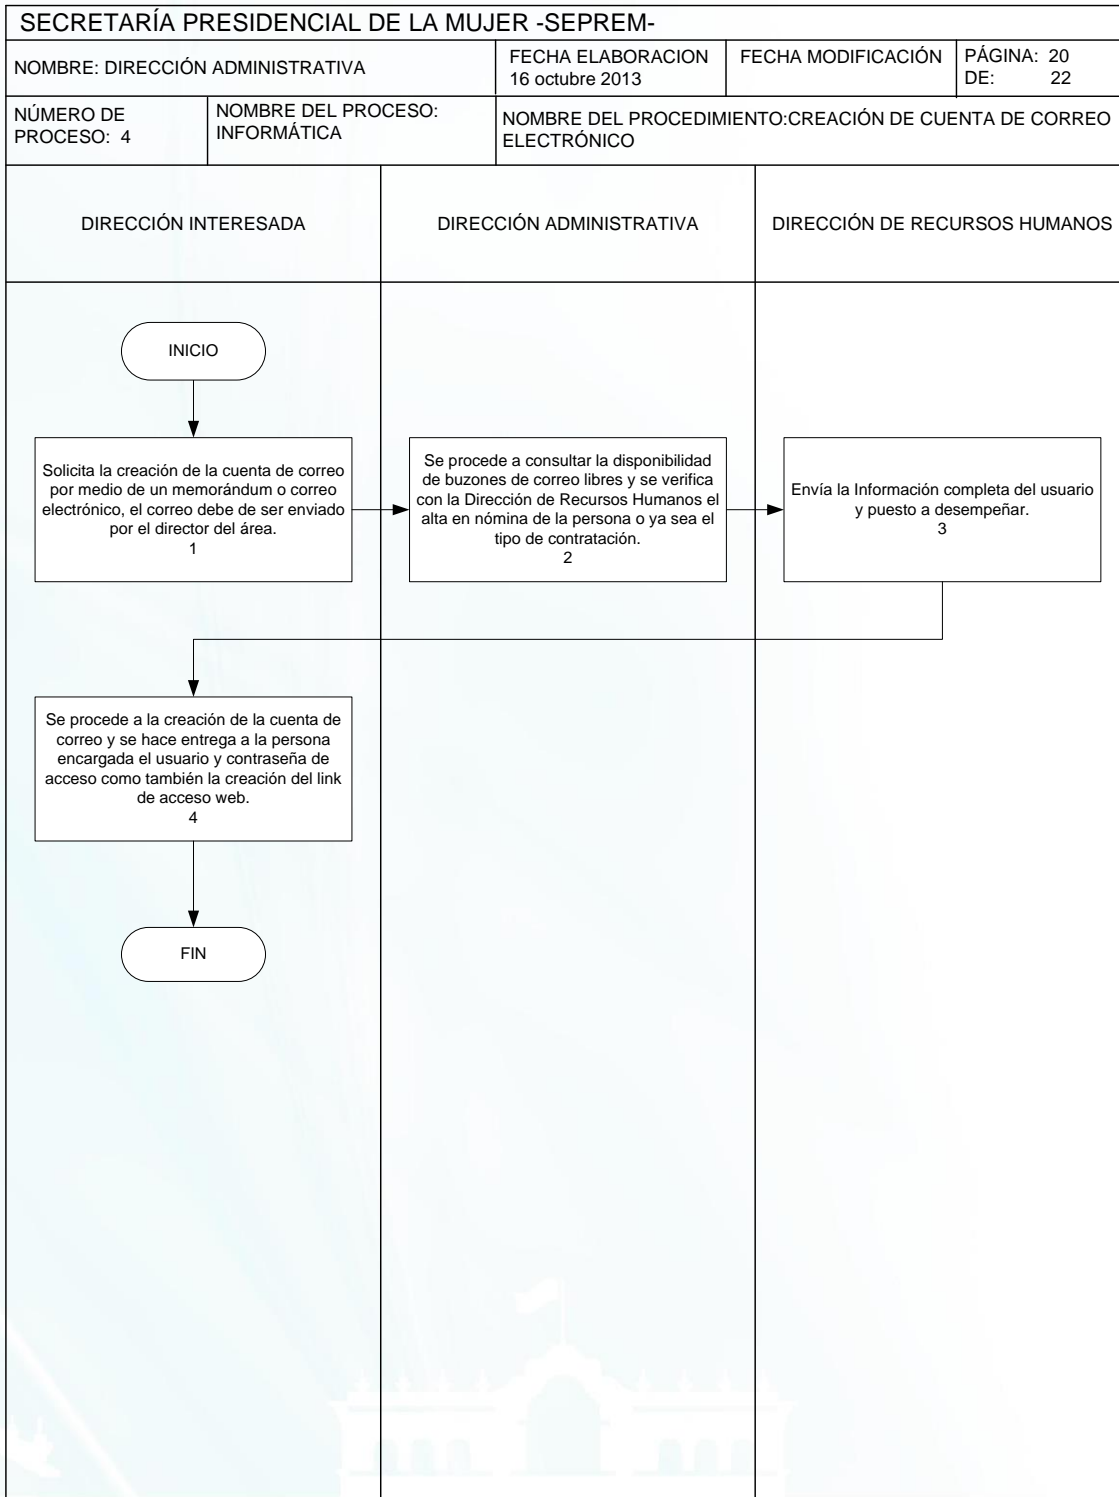 SECRETARÍA PRESIDENCIAL DE LA MUJER -SEPREM-
NOMBRE: DIRECCIÓN ADMINISTRATIVA
FECHA ELABORACION
16 octubre 2013
FECHA MODIFICACIÓN
PÁGINA: 20
DE: 22
NÚMERO DE
PROCESO: 4
NOMBRE DEL PROCESO:
INFORMÁTICA
NOMBRE DEL PROCEDIMIENTO:CREACIÓN DE CUENTA DE CORREO
ELECTRÓNICO
DIRECCIÓN INTERESADA
DIRECCIÓN ADMINISTRATIVA
DIRECCIÓN DE RECURSOS HUMANOS
INICIO
Solicita la creación de la cuenta de correo
por medio de un memorándum o correo
electrónico, el correo debe de ser enviado
por el director del área.
1
Se procede a consultar la disponibilidad
de buzones de correo libres y se verifica
con la Dirección de Recursos Humanos el
alta en nómina de la persona o ya sea el
tipo de contratación.
2
Envía la Información completa del usuario
y puesto a desempeñar.
3
Se procede a la creación de la cuenta de
correo y se hace entrega a la persona
encargada el usuario y contraseña de
acceso como también la creación del link
de acceso web.
4
FIN